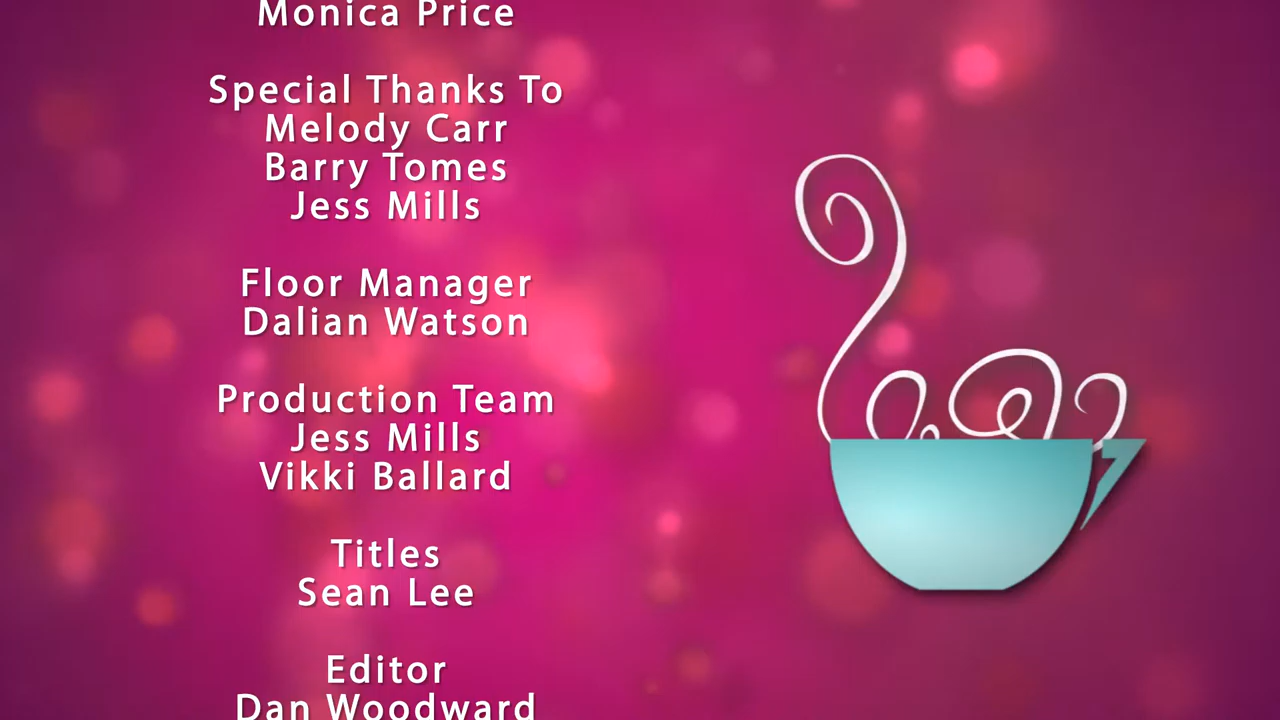 Monica Price
Special Thanks To
Melody Carr
Barry Tomes
Jess Mills
Floor Manager
Dalian Watson
Production Team
Jess Mills
Vikki Ballard
Titles
Sean Lee
Editor
Dan Woodward